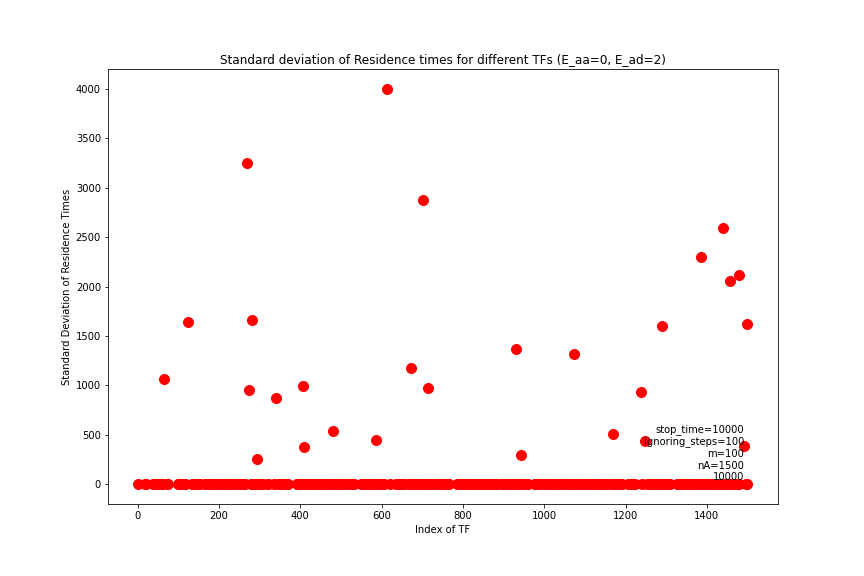 Standard deviation of Residence times for different TFs (E_aa=0, E_ad=2)
4000
3500
3000
2500
2000
1500
1000
500
0
Standard Deviation of Residence Times
stop_time=10000
ignoring_steps=100
m=100
nA=1500
10000
0 200 400 600 800 1000 1200 1400
Index of TF